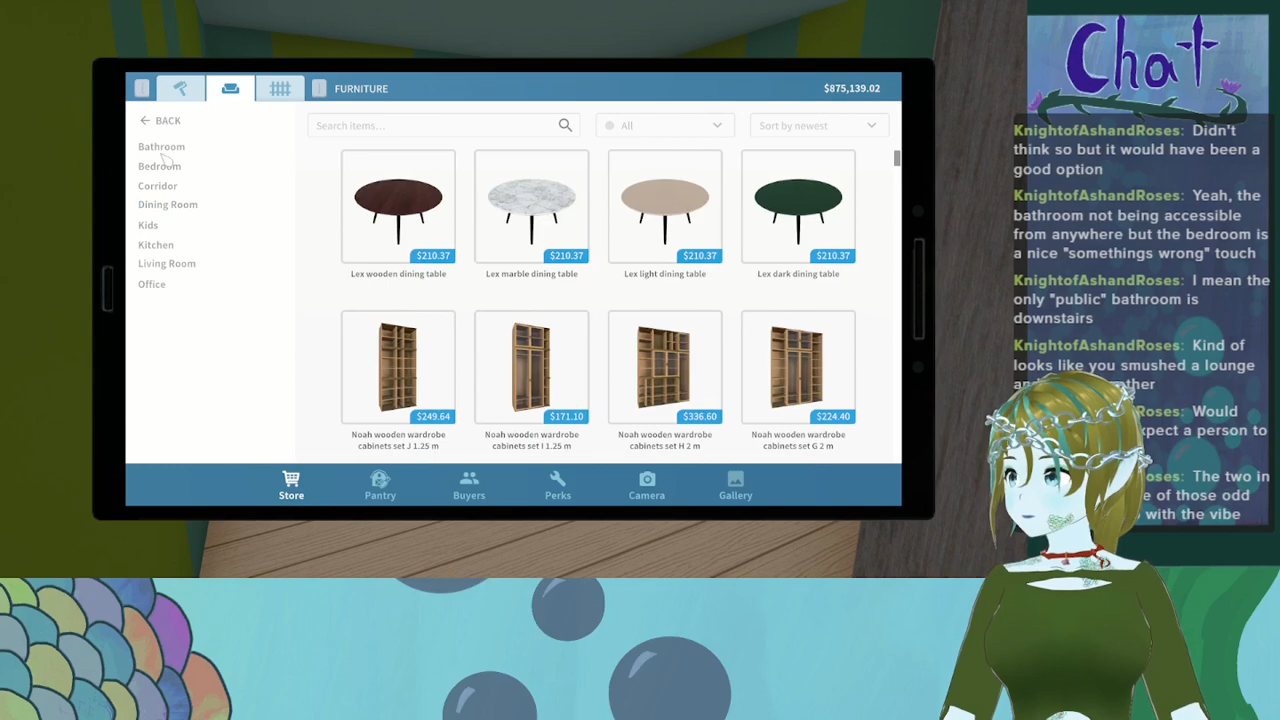 FURNITURE
$875,139.02
BACK
Search items...
All
Sort by newest
Bathroom
Bedroom
Corridor
Dining Room
Kids
Kitchen
Living Room
Office
$210.37
$210.37
$210.37
$210.37
Lex wooden dining table
Lex marble dining table
Lex light dining table
Lex dark dining table
$249.64
$171.10
$336.60
$224.40
Noah wooden wardrobe
cabinets set J 1.25 m
Noah wooden wardrobe
cabinets set I 1.25 m
Noah wooden wardrobe
cabinets set H 2 m
Noah wooden wardrobe
cabinets set G 2 m
Store
Pantry
Buyers
Perks
Camera
Gallery
Chat
KnightofAshandRoses: Didn't
think so but it would have been a
good option
KnightofAshandRoses: Yeah, the
bathroom not being accessible
from anywhere but the bedroom is
a nice "somethings wrong" touch
KnightofAshandRoses: I mean the
only "public" bathroom is
downstairs
KnightofAshandRoses: Kind of
looks like you smushed a lounge
Roses: Would
expect a person to
Roses: The two in
of those odd
with the vibe